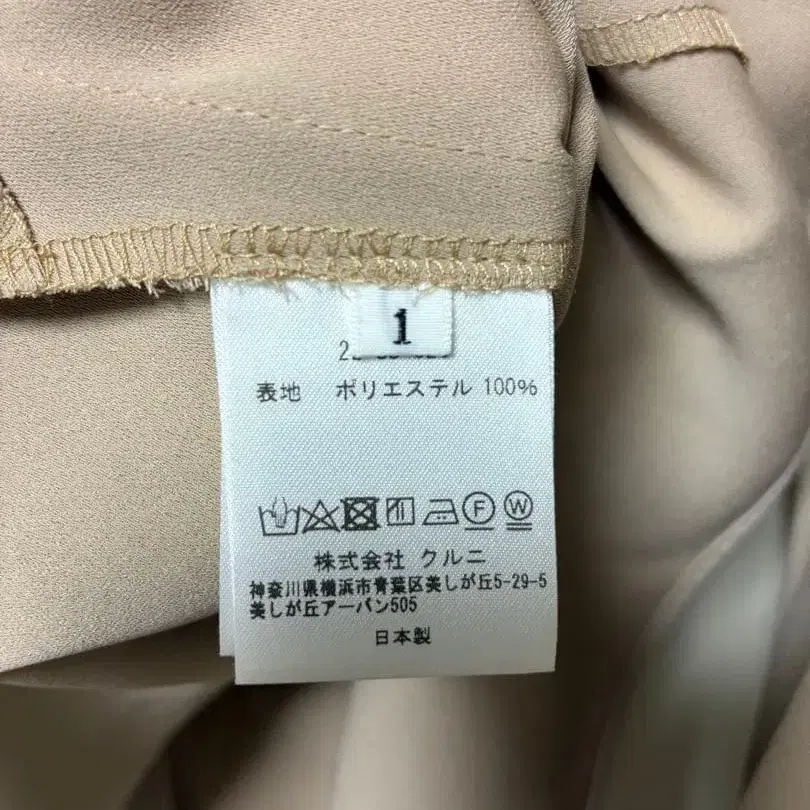 1
表地 ポリエステル 100%
F W
株式会社 クルニ
神奈川県横浜市青葉区美しが丘5-29-5
美しが丘アーバン505
日本製